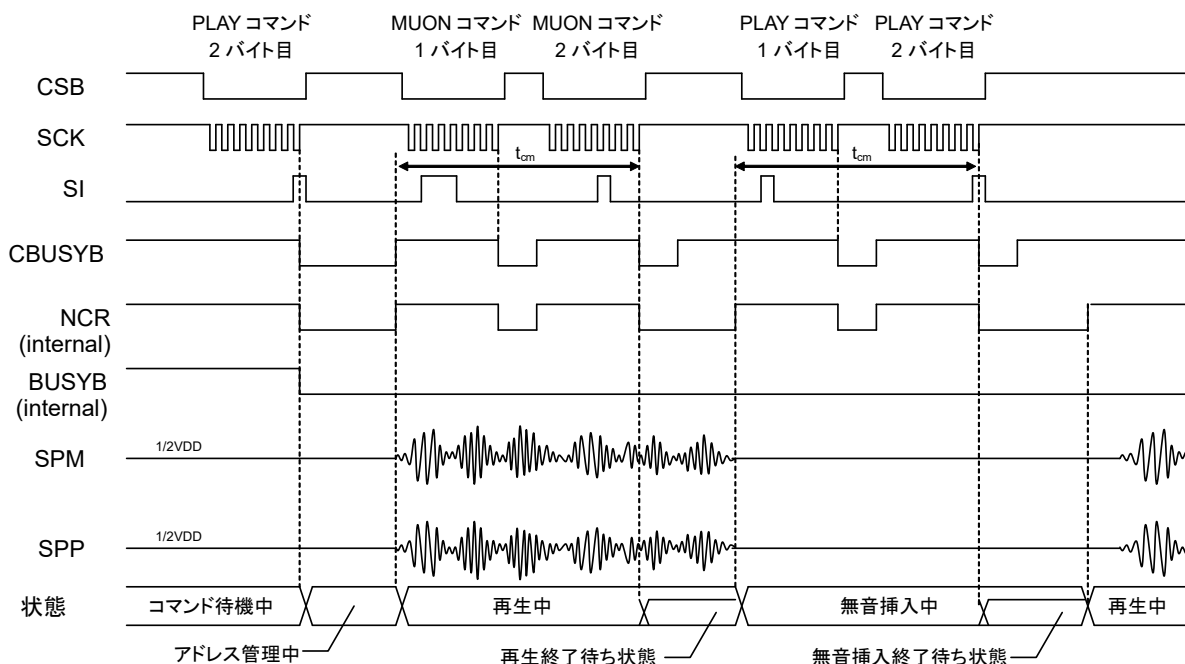 PLAY コマンド
2 バイト目
MUON コマンド
1 バイト目
MUON コマンド
2 バイト目
PLAY コマンド
1 バイト目
PLAY コマンド
2 バイト目
CSB
SCK
tcm
tcm
SI
CBUSYB
NCR
(internal)
BUSYB
(internal)
1/2VDD
SPM
1/2VDD
SPP
状態
コマンド待機中
再生中
無音挿入中
再生中
アドレス管理中
再生終了待ち状態
無音挿入終了待ち状態